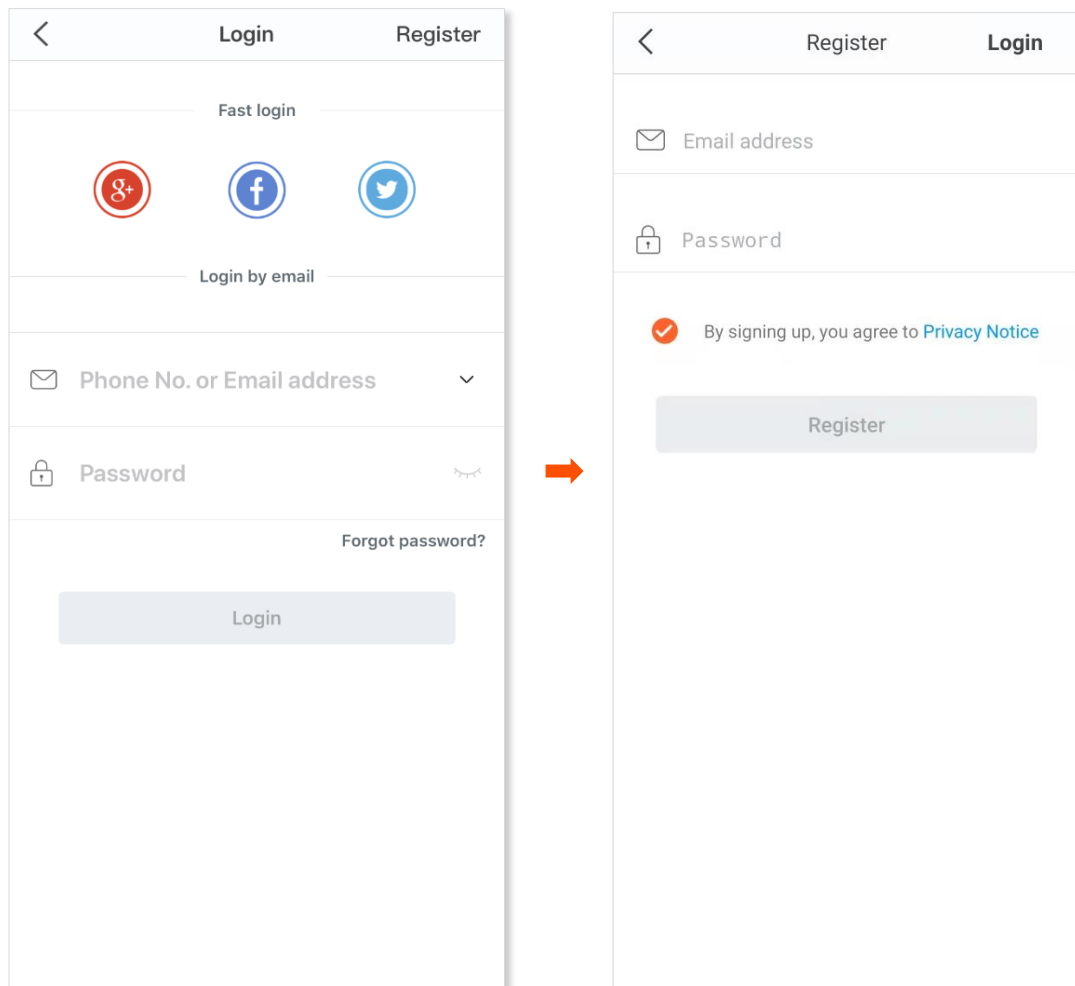 Login Register
Fast login
g+
f
Login by email
Phone No. or Email address
Password
Forgot password?
Login
Register Login
Email address
Password
By signing up, you agree to Privacy Notice
Register